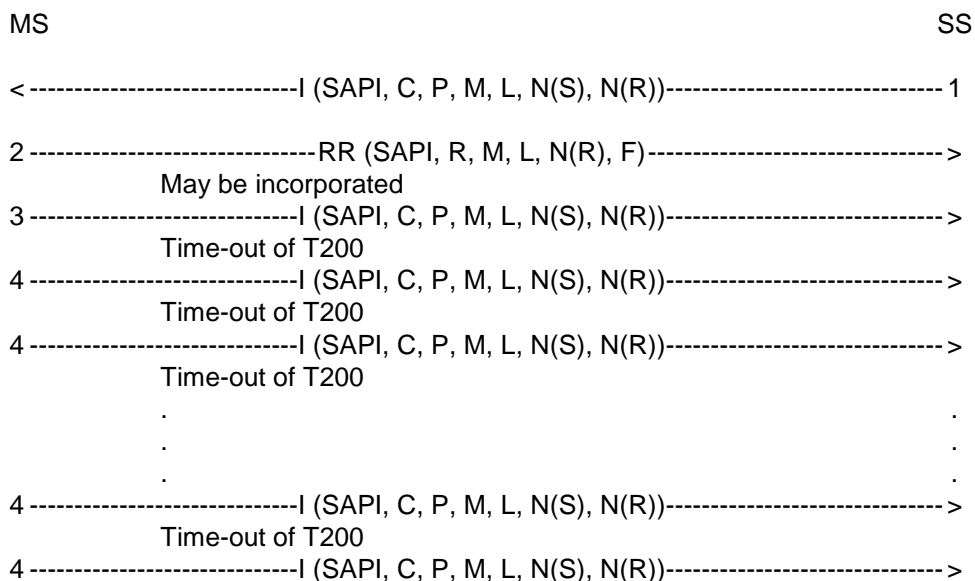 MS SS
< ------------------------------I (SAPI, C, P, M, L, N(S), N(R))------------------------------- 1
2 --------------------------------RR (SAPI, R, M, L, N(R), F)--------------------------------- >
May be incorporated
3 ------------------------------I (SAPI, C, P, M, L, N(S), N(R))------------------------------- >
Time-out of T200
4 ------------------------------I (SAPI, C, P, M, L, N(S), N(R))------------------------------- >
Time-out of T200
4 ------------------------------I (SAPI, C, P, M, L, N(S), N(R))------------------------------- >
Time-out of T200
. .
. .
. .
4 ------------------------------I (SAPI, C, P, M, L, N(S), N(R))------------------------------- >
Time-out of T200
4 ------------------------------I (SAPI, C, P, M, L, N(S), N(R))------------------------------- >